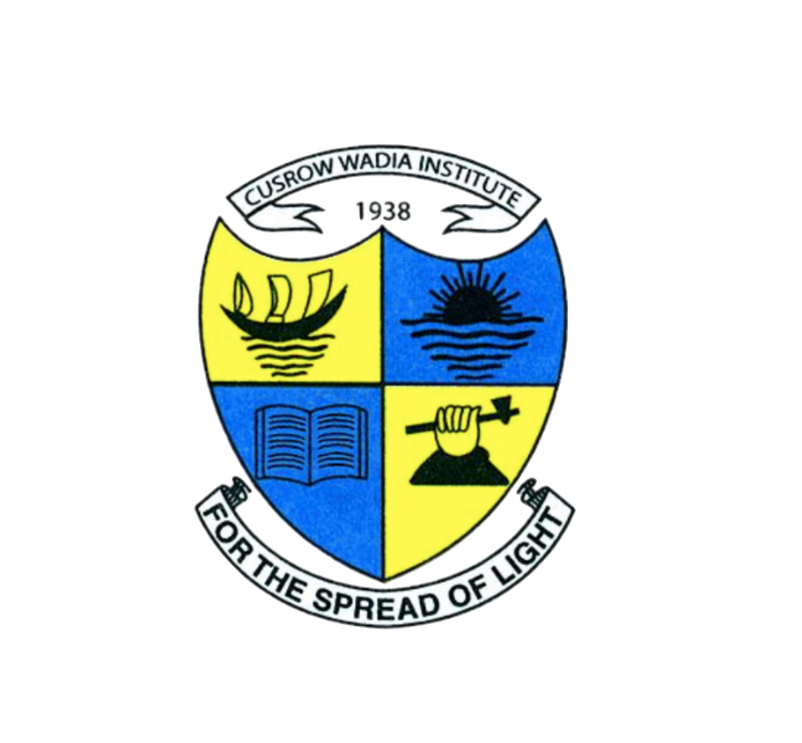 CUSROW WADIA INSTITUTE
1938
FOR THE SPREAD OF LIGHT